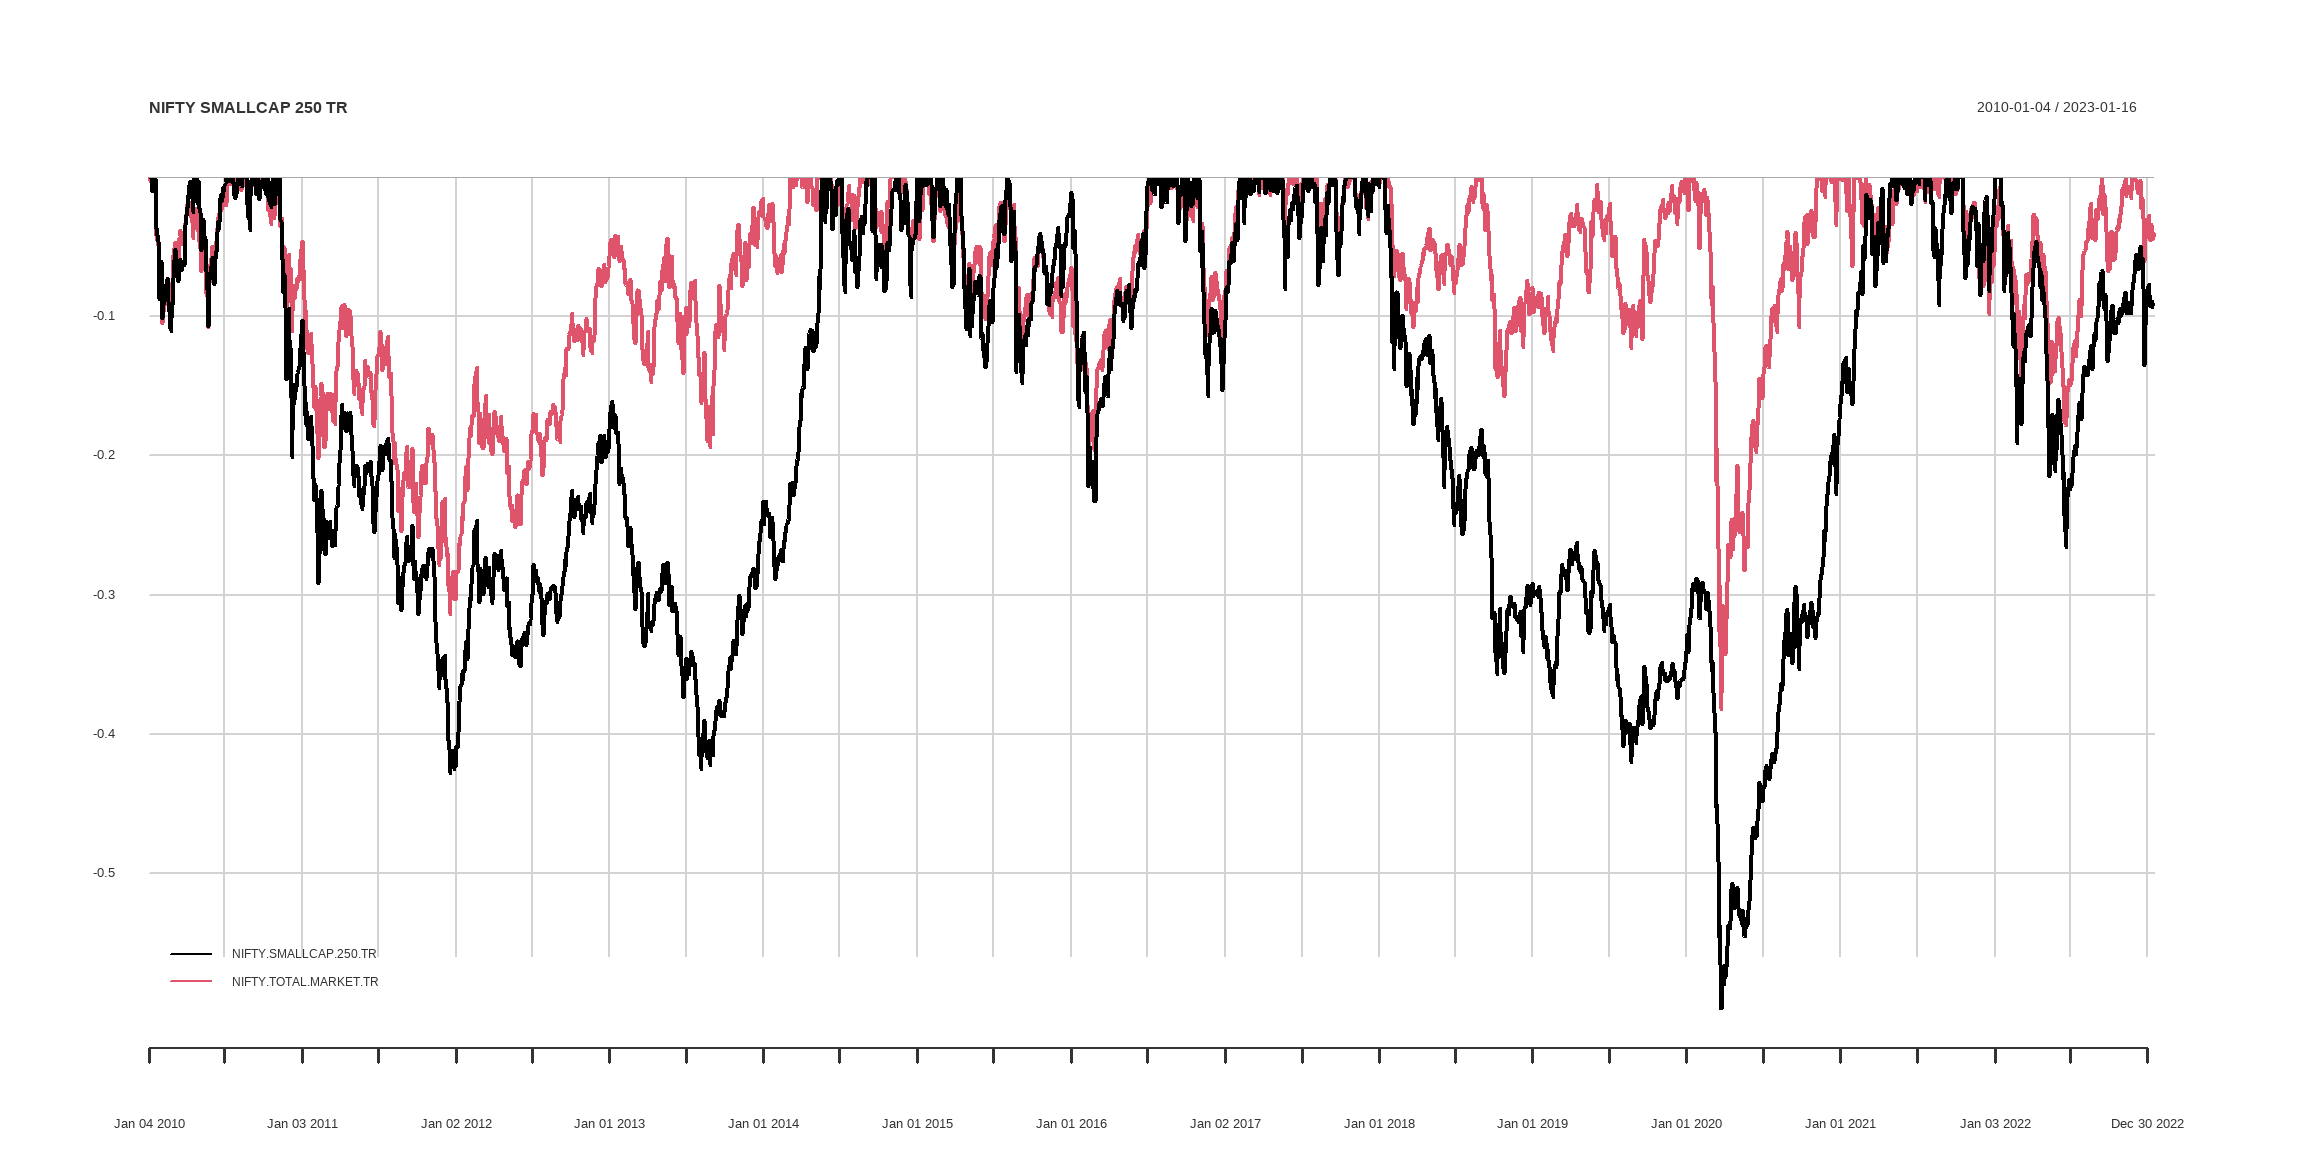 NIFTY SMALLCAP 250 TR
2010-01-04 / 2023-01-16
-0.1
-0.2
-0.3
-0.4
-0.5
NIFTY.SMALLCAP.250.TR
NIFTY.TOTAL.MARKET.TR
Jan 04 2010 Jan 03 2011 Jan 02 2012 Jan 01 2013 Jan 01 2014 Jan 01 2015 Jan 01 2016 Jan 02 2017 Jan 01 2018 Jan 01 2019 Jan 01 2020 Jan 01 2021 Jan 03 2022 Dec 30 2022